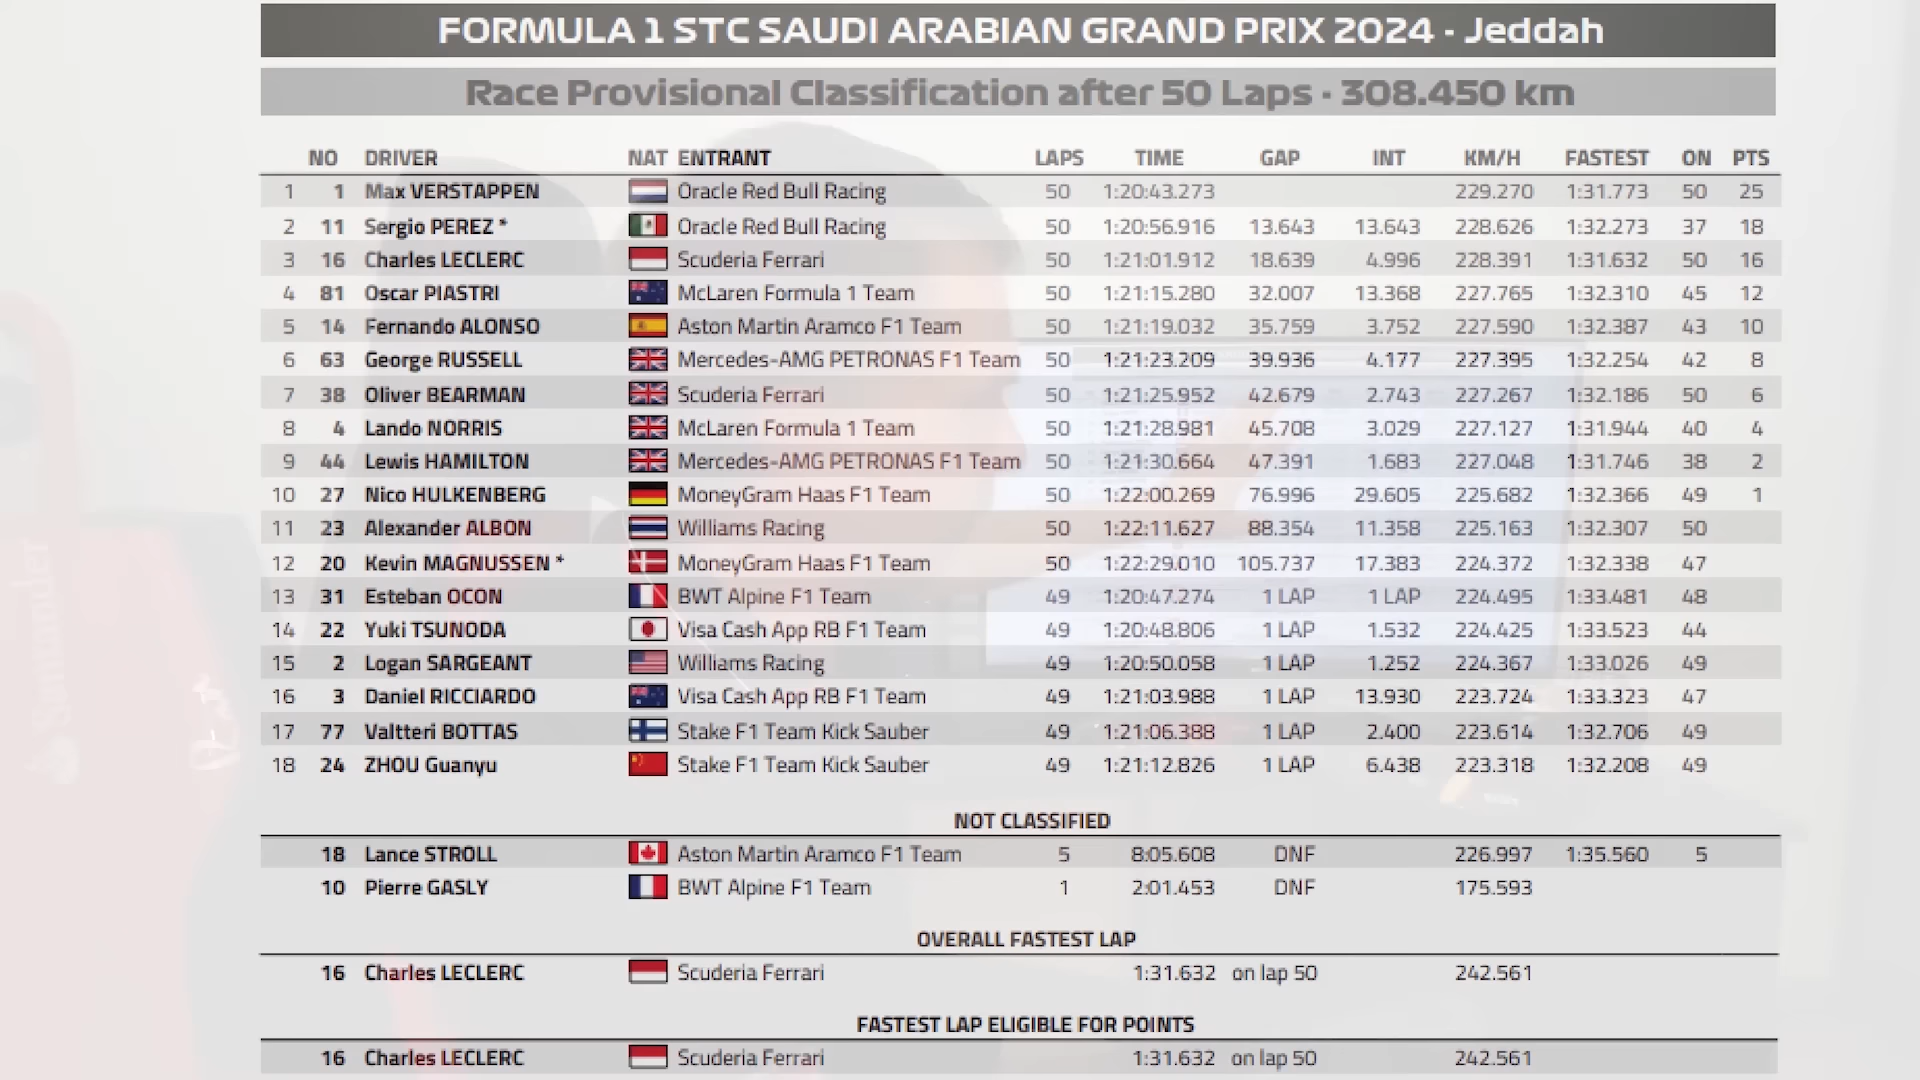 FORMULA 1 STC SAUDI ARABIAN GRAND PRIX 2024 - Jeddah
Race Provisional Classification after 50 Laps - 308.450 km
NO DRIVER NAT ENTRANT LAPS TIME GAP INT KM/H FASTEST ON PTS
1 1 Max VERSTAPPEN Oracle Red Bull Racing 50 1:20:43.273 229.270 1:31.773 50 25
2 11 Sergio PEREZ * Oracle Red Bull Racing 50 1:20:56.916 13.643 13.643 228.626 1:32.273 37 18
3 16 Charles LECLERC Scuderia Ferrari 50 1:21:01.912 18.639 4.996 228.391 1:31.632 50 16
4 81 Oscar PIASTRI McLaren Formula 1 Team 50 1:21:15.280 32.007 13.368 227.765 1:32.310 45 12
5 14 Fernando ALONSO Aston Martin Aramco F1 Team 50 1:21:19.032 35.759 3.752 227.590 1:32.387 43 10
6 63 George RUSSELL Mercedes-AMG PETRONAS F1 Team 50 1:21:23.209 39.936 4.177 227.395 1:32.254 42 8
7 38 Oliver BEARMAN Scuderia Ferrari 50 1:21:25.952 42.679 2.743 227.267 1:32.186 50 6
8 4 Lando NORRIS McLaren Formula 1 Team 50 1:21:28.981 45.708 3.029 227.127 1:31.944 40 4
9 44 Lewis HAMILTON Mercedes-AMG PETRONAS F1 Team 50 1:21:30.664 47.391 1.683 227.048 1:31.746 38 2
10 27 Nico HULKENBERG MoneyGram Haas F1 Team 50 1:22:00.269 76.996 29.605 225.682 1:32.366 49 1
11 23 Alexander ALBON Williams Racing 50 1:22:11.627 88.354 11.358 225.163 1:32.307 50
12 20 Kevin MAGNUSSEN * MoneyGram Haas F1 Team 50 1:22:29.010 105.737 17.383 224.372 1:32.338 47
13 31 Esteban OCON BWT Alpine F1 Team 49 1:20:47.274 1 LAP 1 LAP 224.495 1:33.481 48
14 22 Yuki TSUNODA Visa Cash App RB F1 Team 49 1:20:48.806 1 LAP 1.532 224.425 1:33.523 44
15 2 Logan SARGEANT Williams Racing 49 1:20:50.058 1 LAP 1.252 224.367 1:33.026 49
16 3 Daniel RICCIARDO Visa Cash App RB F1 Team 49 1:21:03.988 1 LAP 13.930 223.724 1:33.323 47
17 77 Valtteri BOTTAS Stake F1 Team Kick Sauber 49 1:21:06.388 1 LAP 2.400 223.614 1:32.706 49
18 24 ZHOU Guanyu Stake F1 Team Kick Sauber 49 1:21:12.826 1 LAP 6.438 223.318 1:32.208 49
NOT CLASSIFIED
18 Lance STROLL Aston Martin Aramco F1 Team 5 8:05.608 DNF 226.997 1:35.560 5
10 Pierre GASLY BWT Alpine F1 Team 1 2:01.453 DNF 175.593
OVERALL FASTEST LAP
16 Charles LECLERC Scuderia Ferrari 1:31.632 on lap 50 242.561
FASTEST LAP ELIGIBLE FOR POINTS
16 Charles LECLERC Scuderia Ferrari 1:31.632 on lap 50 242.561
Santander